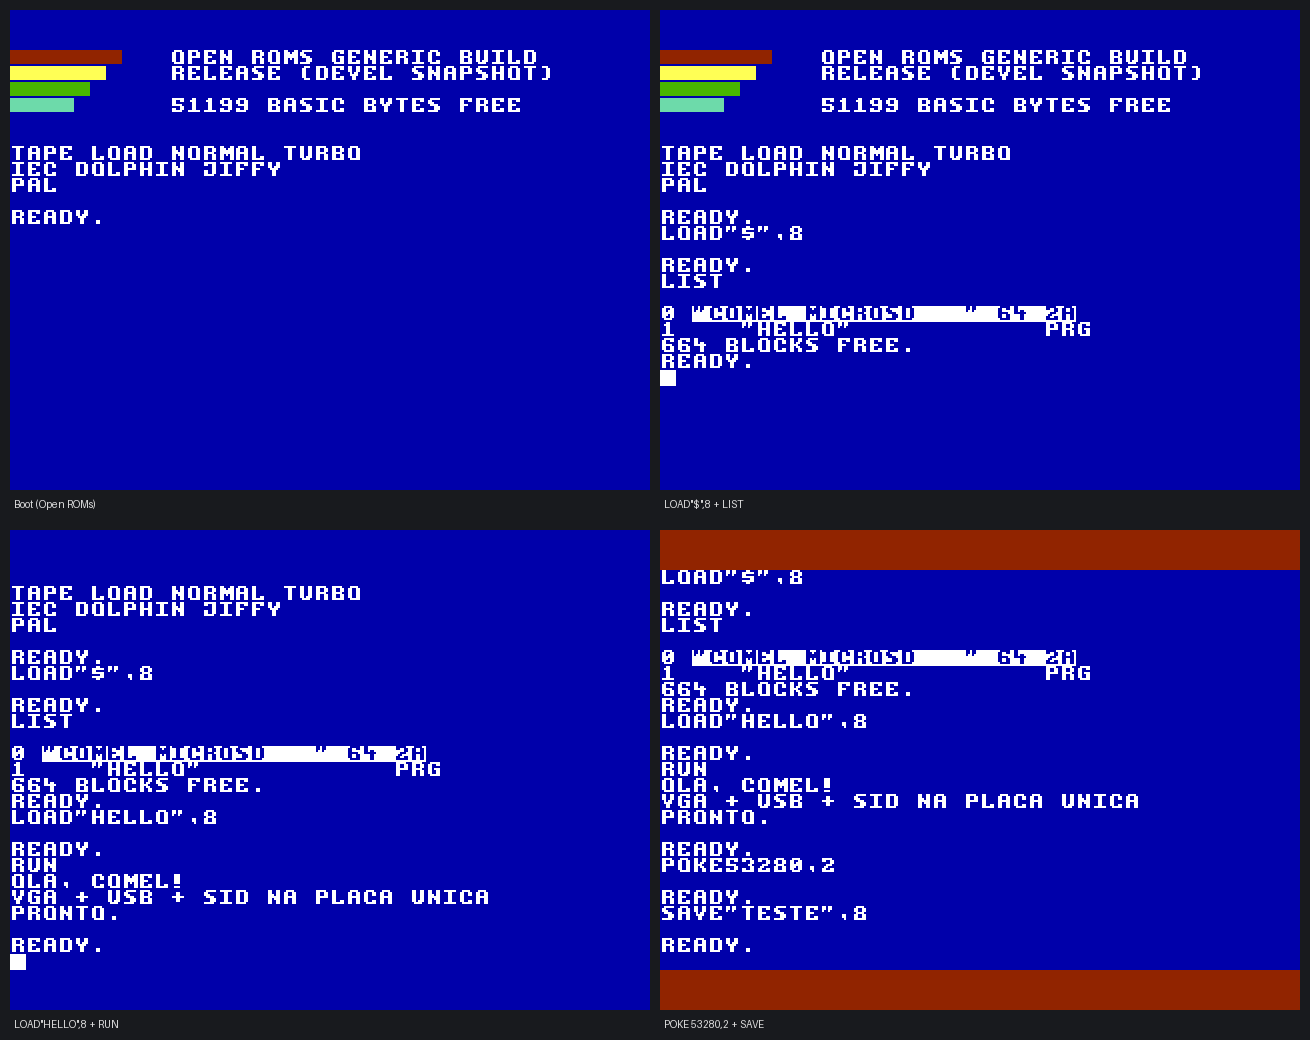 OPEN ROMS GENERIC BUILD
RELEASE (DEVEL SNAPSHOT)
51199 BASIC BYTES FREE
TAPE LOAD NORMAL TURBO
IEC DOLPHIN JIFFY
PAL
READY.
Boot (Open ROMs)
OPEN ROMS GENERIC BUILD
RELEASE (DEVEL SNAPSHOT)
51199 BASIC BYTES FREE
TAPE LOAD NORMAL TURBO
IEC DOLPHIN JIFFY
PAL
READY.
LOAD"$",8
READY.
LIST
0 "COMEL MICROSD    " 64 2A
1    "HELLO"            PRG
664 BLOCKS FREE.
READY.
LOAD"$",8 + LIST
TAPE LOAD NORMAL TURBO
IEC DOLPHIN JIFFY
PAL
READY.
LOAD"$",8
READY.
LIST
0 "COMEL MICROSD    " 64 2A
1    "HELLO"            PRG
664 BLOCKS FREE.
READY.
LOAD"HELLO",8
READY.
RUN
OLA, COMEL!
VGA + USB + SID NA PLACA UNICA
PRONTO.
READY.
LOAD"HELLO",8 + RUN
LOAD"$",8
READY.
LIST
0 "COMEL MICROSD    " 64 2A
1    "HELLO"            PRG
664 BLOCKS FREE.
READY.
LOAD"HELLO",8
READY.
RUN
OLA, COMEL!
VGA + USB + SID NA PLACA UNICA
PRONTO.
READY.
POKE53280,2
READY.
SAVE"TESTE",8
READY.
POKE 53280,2 + SAVE